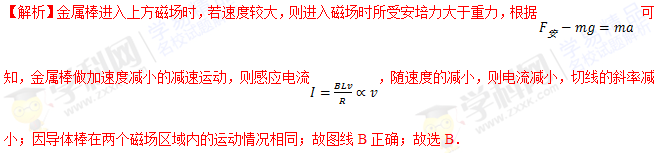 【解析】金属棒进入上方磁场时，若速度较大，则进入磁场时所受安培力大于重力，根据 F安 − mg = ma 可
知，金属棒做加速度减小的减速运动，则感应电流 I = BLv/R ∝ v ，随速度的减小，则电流减小，切线的斜率减
小；因导体棒在两个磁场区域内的运动情况相同；故图线 B 正确；故选 B．